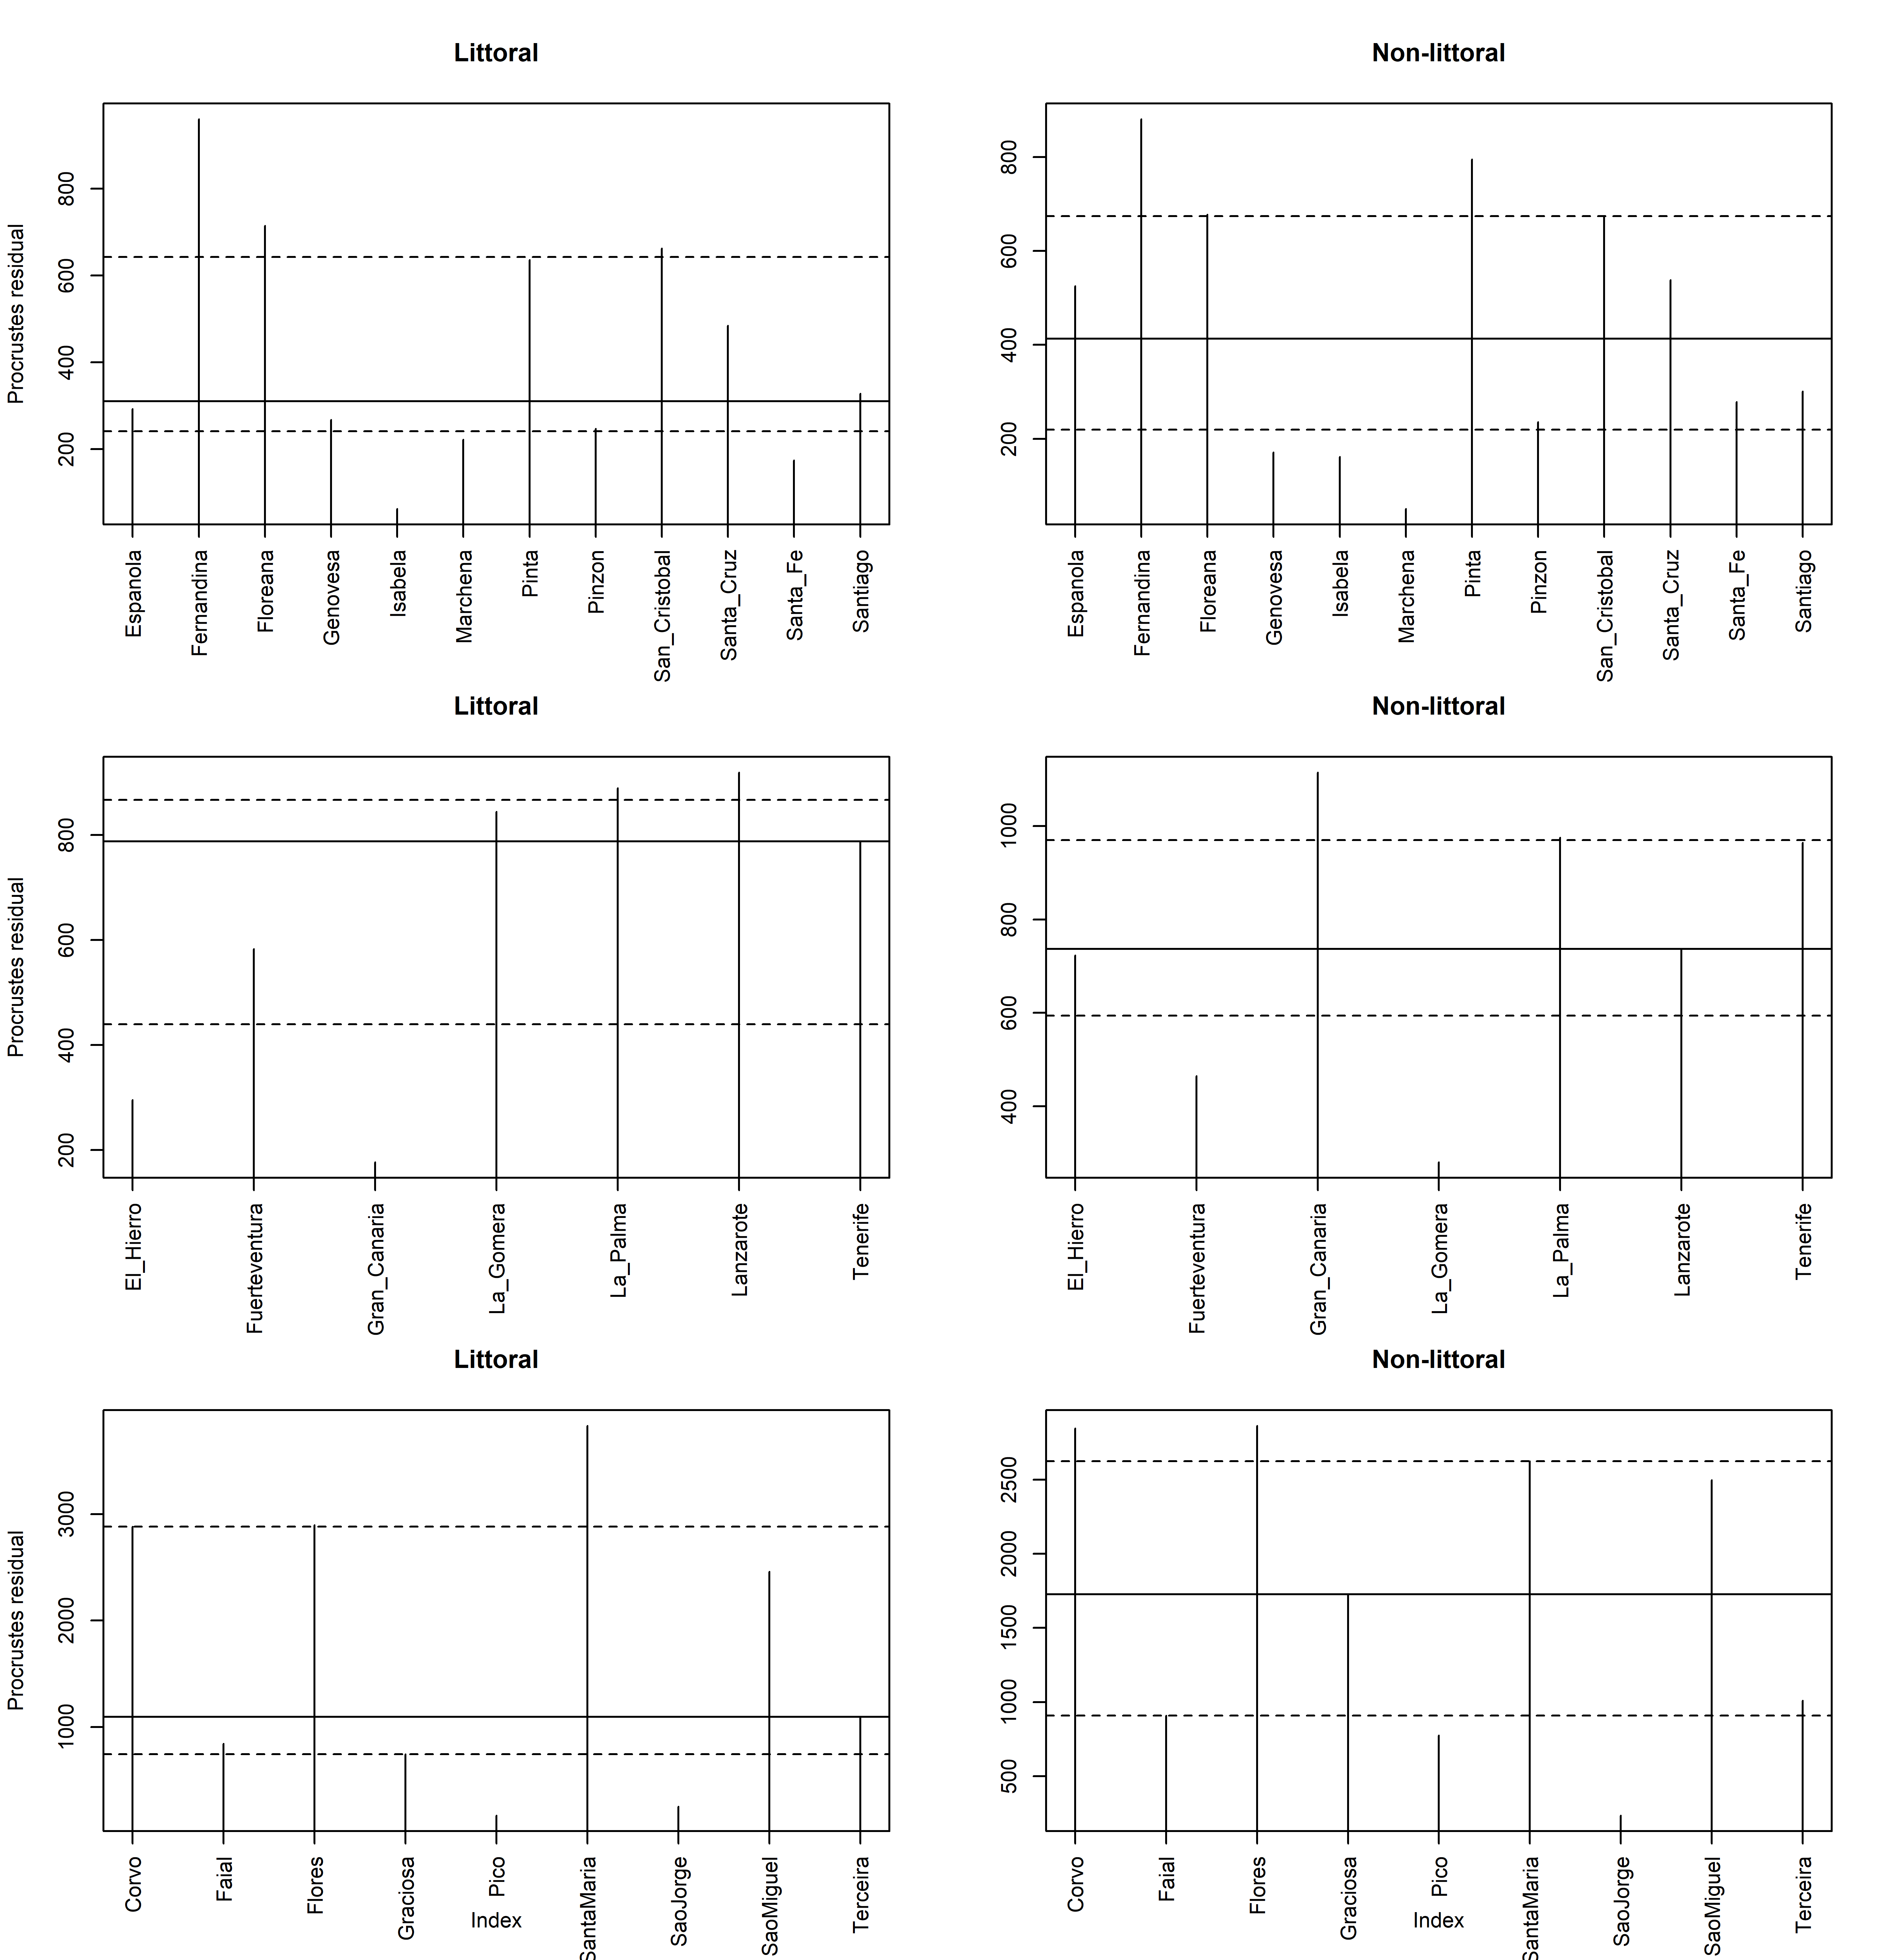 Littoral
Non-littoral
Procrustes residual
800
600
400
200
Espanola
Fernandina
Floreana
Genovesa
Isabela
Marchena
Pinta
Pinzon
San_Cristobal
Santa_Cruz
Santa_Fe
Santiago
800
600
400
200
Espanola
Fernandina
Floreana
Genovesa
Isabela
Marchena
Pinta
Pinzon
San_Cristobal
Santa_Cruz
Santa_Fe
Santiago
Littoral
Non-littoral
Procrustes residual
800
600
400
200
El_Hierro
Fuerteventura
Gran_Canaria
La_Gomera
La_Palma
Lanzarote
Tenerife
1000
800
600
400
El_Hierro
Fuerteventura
Gran_Canaria
La_Gomera
La_Palma
Lanzarote
Tenerife
Littoral
Non-littoral
Procrustes residual
3000
2000
1000
Corvo
Faial
Flores
Graciosa
Pico
SantaMaria
SaoJorge
SaoMiguel
Terceira
Index
2500
2000
1500
1000
500
Corvo
Faial
Flores
Graciosa
Pico
SantaMaria
SaoJorge
SaoMiguel
Terceira
Index